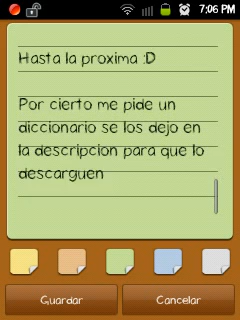 7:06 PM
Hasta la proxima :D
Por cierto me pide un
diccionario se los dejo en
la descripcion para que lo
descarguen
Guardar
Cancelar